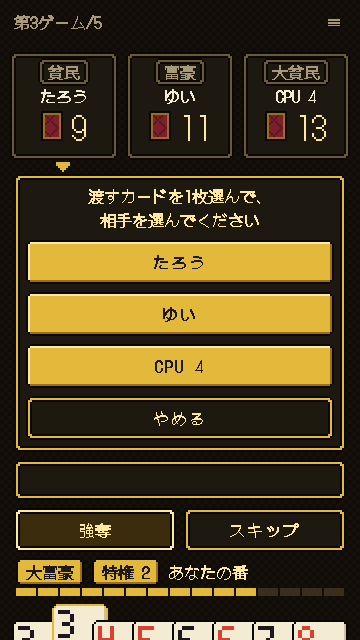 第3ゲーム/5
貧民
富豪
大貧民
たろう
ゆい
CPU 4
9
11
13
渡すカードを1枚選んで、
相手を選んでください
たろう
ゆい
CPU 4
やめる
強奪
スキップ
大富豪
特権 2
あなたの番
3